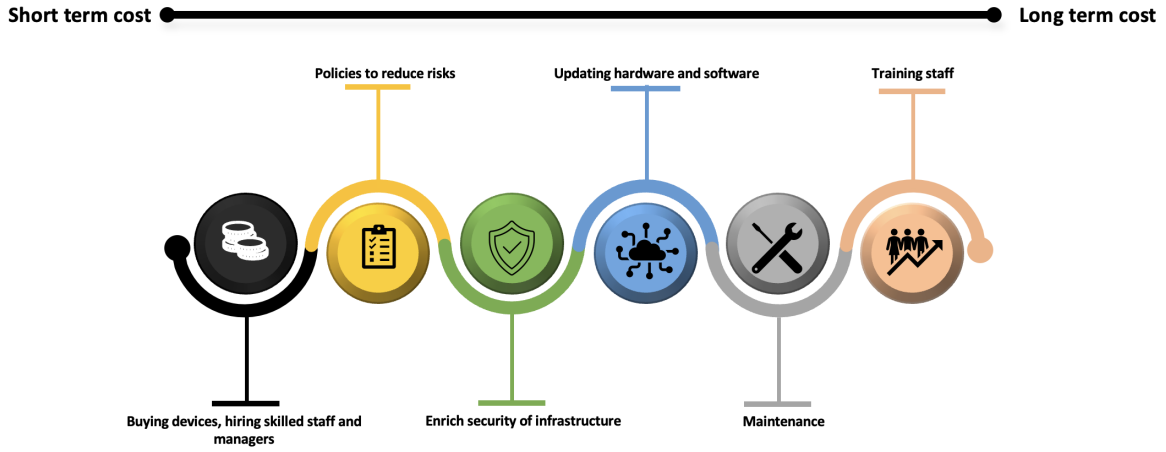 Short term cost
Long term cost
Policies to reduce risks
Updating hardware and software
Training staff
Buying devices, hiring skilled staff and
managers
Enrich security of infrastructure
Maintenance